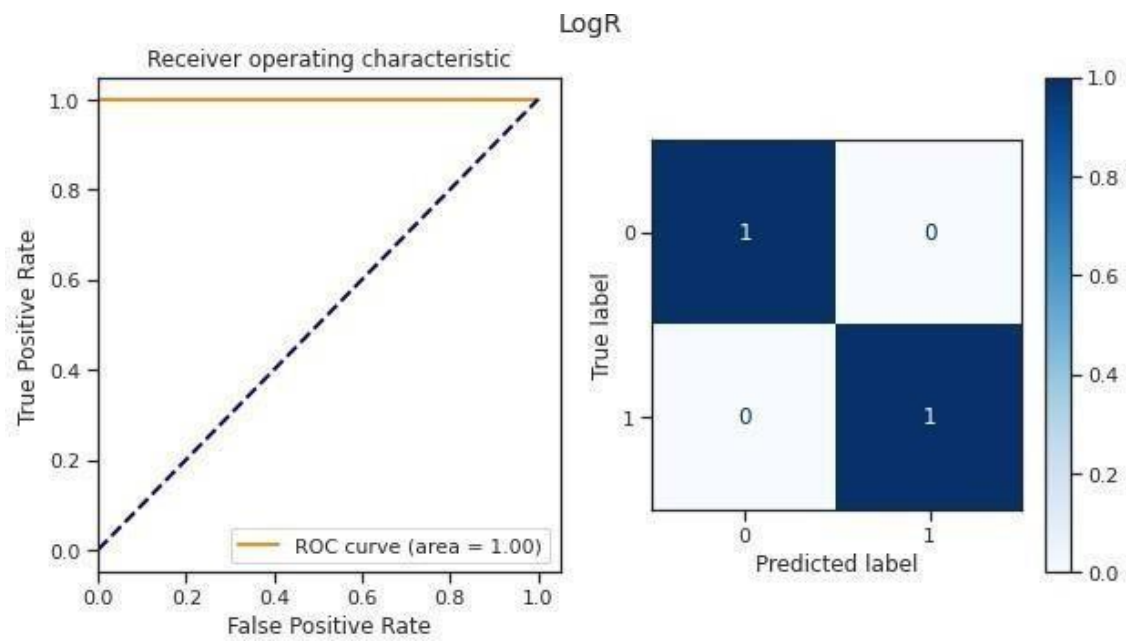 LogR
Receiver operating characteristic
1.0
0.8
0.6
0.4
0.2
0.0
True Positive Rate
ROC curve (area = 1.00)
0.0 0.2 0.4 0.6 0.8 1.0
False Positive Rate
True label
0
1
1 0
0 1
0 1
Predicted label
1.0
0.8
0.6
0.4
0.2
0.0